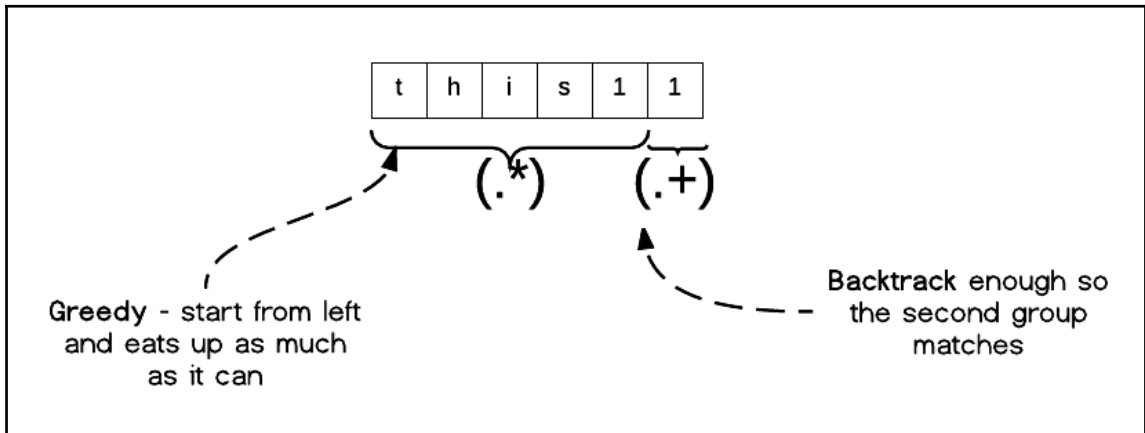 t h i s 1 1
(.*) (.+)
Greedy - start from left
and eats up as much
as it can
Backtrack enough so
the second group
matches